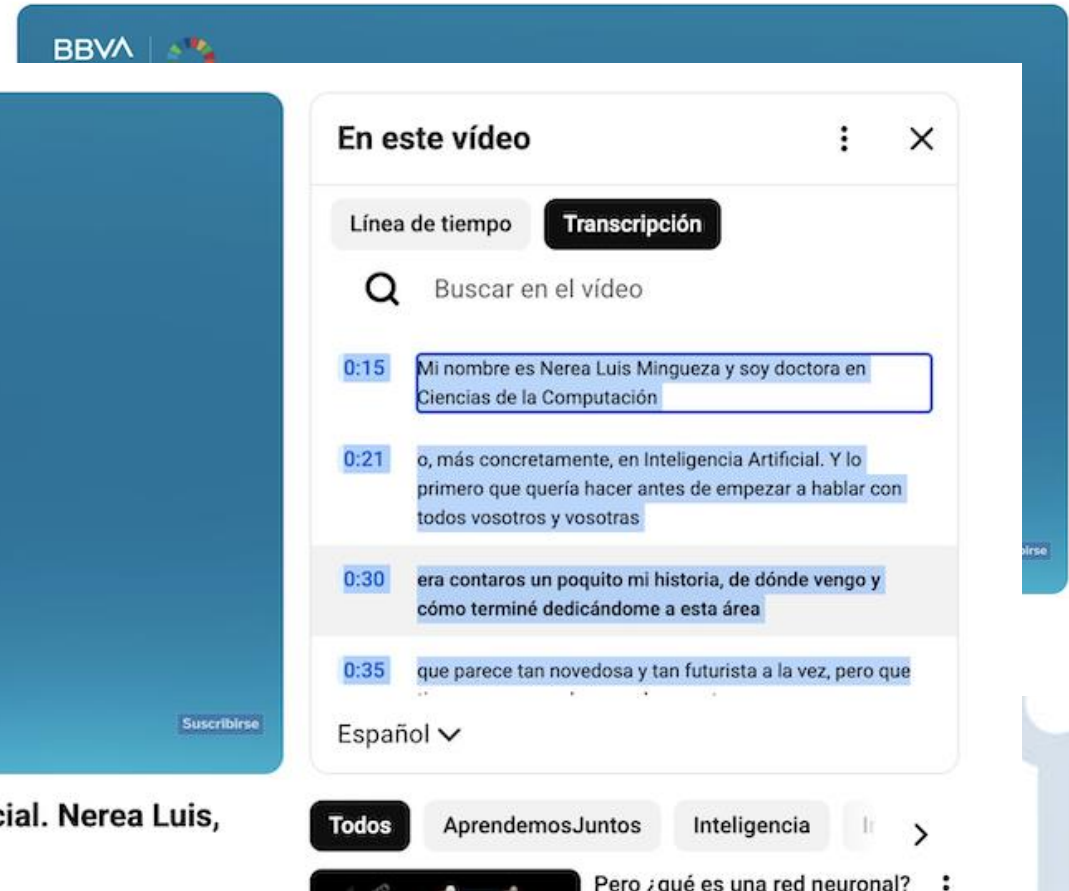 BBVA
En este vídeo
Línea de tiempo
Transcripción
Buscar en el vídeo
0:15
Mi nombre es Nerea Luis Mingueza y soy doctora en
Ciencias de la Computación
0:21
o, más concretamente, en Inteligencia Artificial. Y lo
primero que quería hacer antes de empezar a hablar con
todos vosotros y vosotras
0:30
era contaros un poquito mi historia, de dónde vengo y
cómo terminé dedicándome a esta área
0:35
que parece tan novedosa y tan futurista a la vez, pero que
Español
Suscribirse
birse
cial. Nerea Luis,
Todos
AprendemosJuntos
Inteligencia
Pero ¿qué es una red neuronal?